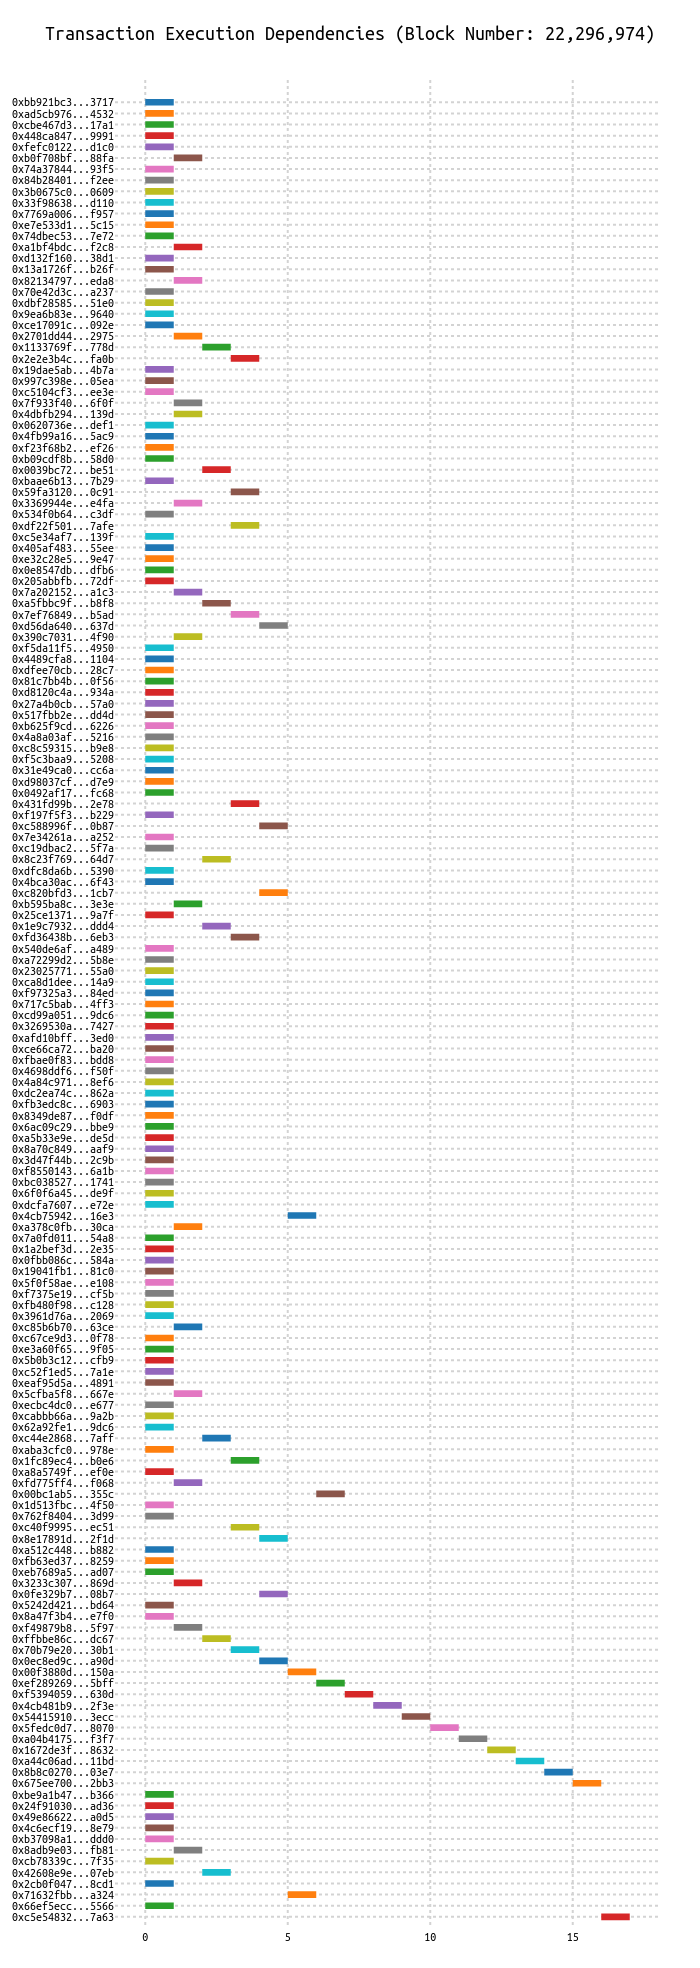 Transaction Execution Dependencies (Block Number: 22,296,974)
0xbb921bc3...3717
0xad5cb976...4532
0xcbe467d3...17a1
0x448ca847...9991
0xfefc0122...d1c0
0xb0f708bf...88fa
0x74a37844...93f5
0x84b28401...f2ee
0x3b0675c0...0609
0x33f98638...d110
0x7769a006...f957
0xe7e533d1...5c15
0x74dbec53...7e72
0xa1bf4bdc...f2c8
0xd132f160...38d1
0x13a1726f...b26f
0x82134797...eda8
0x70e42d3c...a237
0xdbf28585...51e0
0x9ea6b83e...9640
0xce17091c...092e
0x2701dd44...2975
0x1133769f...778d
0x2e2e3b4c...fa0b
0x19dae5ab...4b7a
0x997c398e...05ea
0xc5104cf3...ee3e
0x7f933f40...6f0f
0x4dbfb294...139d
0x0620736e...def1
0x4fb99a16...5ac9
0xf23f68b2...ef26
0xb09cdf8b...58d0
0x0039bc72...be51
0xbaae6b13...7b29
0x59fa3120...0c91
0x3369944e...e4fa
0x534f0b64...c3df
0xdf22f501...7afe
0xc5e34af7...139f
0x405af483...55ee
0xe32c28e5...9e47
0x0e8547db...dfb6
0x205abbfb...72df
0x7a202152...a1c3
0xa5fbbc9f...b8f8
0x7ef76849...b5ad
0xd56da640...637d
0x390c7031...4f90
0xf5da11f5...4950
0x4489cfa8...1104
0xdfee70cb...28c7
0x81c7bb4b...0f56
0xd8120c4a...934a
0x27a4b0cb...57a0
0x517fbb2e...dd4d
0xb625f9cd...6226
0x4a8a03af...5216
0xc8c59315...b9e8
0xf5c3baa9...5208
0x31e49ca0...cc6a
0xd98037cf...d7e9
0x0492af17...fc68
0x431fd99b...2e78
0xf197f5f3...b229
0xc588996f...0b87
0x7e34261a...a252
0xc19dbac2...5f7a
0x8c23f769...64d7
0xdfc8da6b...5390
0x4bca30ac...6f43
0xc820bfd3...1cb7
0xb595ba8c...3e3e
0x25ce1371...9a7f
0x1e9c7932...ddd4
0xfd36438b...6eb3
0x540de6af...a489
0xa72299d2...5b8e
0x23025771...55a0
0xca8d1dee...14a9
0xf97325a3...84ed
0x717c5bab...4ff3
0xcd99a051...9dc6
0x3269530a...7427
0xafd10bff...3ed0
0xce66ca72...ba20
0xfbae0f83...bdd8
0x4698ddf6...f50f
0x4a84c971...8ef6
0xdc2ea74c...862a
0xfb3edc8c...6903
0x8349de87...f0df
0x6ac09c29...bbe9
0xa5b33e9e...de5d
0x8a70c849...aaf9
0x3d47f44b...2c9b
0xf8550143...6a1b
0xbc038527...1741
0x6f0f6a45...de9f
0xdcfa7607...e72e
0x4cb75942...16e3
0xa378c0fb...30ca
0x7a0fd011...54a8
0x1a2bef3d...2e35
0x0fbb086c...584a
0x19041fb1...81c0
0x5f0f58ae...e108
0xf7375e19...cf5b
0xfb480f98...c128
0x3961d76a...2069
0xc85b6b70...63ce
0xc67ce9d3...0f78
0xe3a60f65...9f05
0x5b0b3c12...cfb9
0xc52f1ed5...7a1e
0xeaf95d5a...4891
0x5cfba5f8...667e
0xecbc4dc0...e677
0xcabbb66a...9a2b
0x62a92fe1...9dc6
0xc44e2868...7aff
0xaba3cfc0...978e
0x1fc89ec4...b0e6
0xa8a5749f...ef0e
0xfd775ff4...f068
0x00bc1ab5...355c
0x1d513fbc...4f50
0x762f8404...3d99
0xc40f9995...ec51
0x8e17891d...2f1d
0xa512c448...b882
0xfb63ed37...8259
0xeb7689a5...ad07
0x3233c307...869d
0x0fe329b7...08b7
0x5242d421...bd64
0x8a47f3b4...e7f0
0xf49879b8...5f97
0xffbbe86c...dc67
0x70b79e20...30b1
0x0ec8ed9c...a90d
0x00f3880d...150a
0xef289269...5bff
0xf5394059...630d
0x4cb481b9...2f3e
0x54415910...3ecc
0x5fedc0d7...8070
0xa04b4175...f3f7
0x1672de3f...8632
0xa44c06ad...11bd
0x8b8c0270...03e7
0x675ee700...2bb3
0xbe9a1b47...b366
0x24f91030...ad36
0x49e86622...a0d5
0x4c6ecf19...8e79
0xb37098a1...ddd0
0x8adb9e03...fb81
0xcb78339c...7f35
0x42608e9e...07eb
0x2cb0f047...8cd1
0x71632fbb...a324
0x66ef5ecc...5566
0xc5e54832...7a63
0 5 10 15